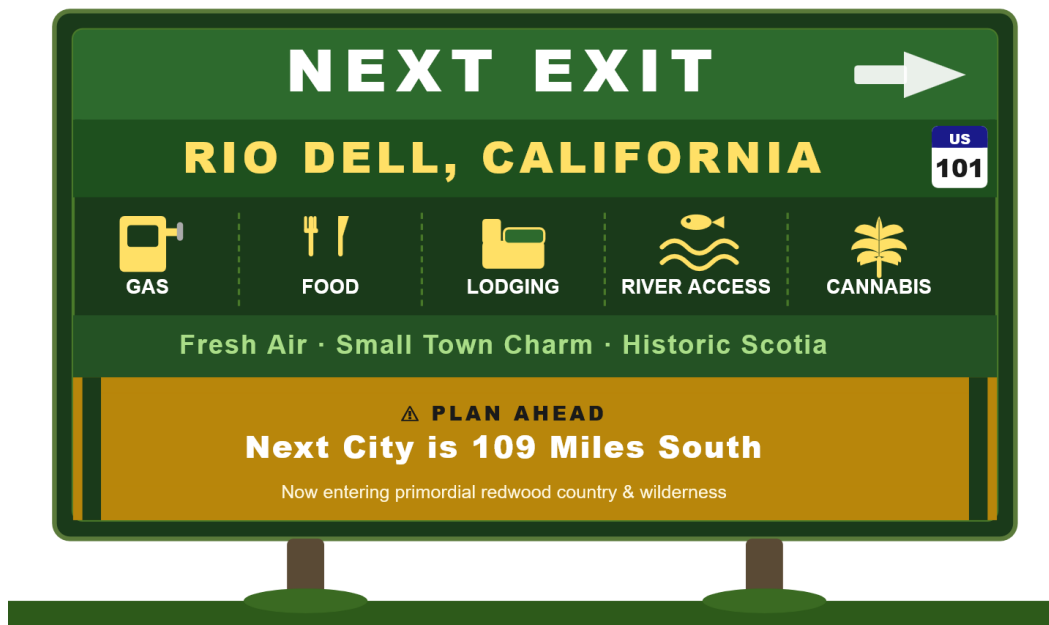 NEXT EXIT
RIO DELL, CALIFORNIA
US
101
GAS
FOOD
LODGING
RIVER ACCESS
CANNABIS
Fresh Air · Small Town Charm · Historic Scotia
⚠ PLAN AHEAD
Next City is 109 Miles South
Now entering primordial redwood country & wilderness